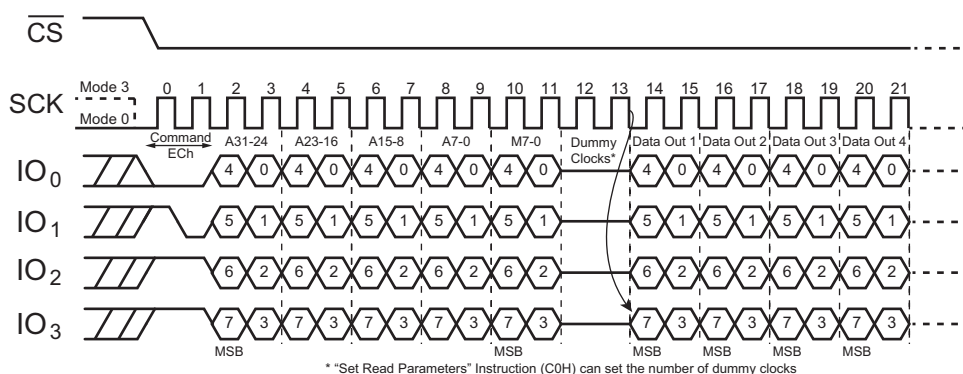 CS
0 1 2 3 4 5 6 7 8 9 10 11 12 13 14 15 16 17 18 19 20 21
Mode 3
SCK
Mode 0
Command
ECh
A31-24 A23-16 A15-8 A7-0 M7-0 Dummy Clocks* Data Out 1 Data Out 2 Data Out 3 Data Out 4
IO0 4 0 4 0 4 0 4 0 4 0 4 0 4 0 4 0 4 0
IO1 5 1 5 1 5 1 5 1 5 1 5 1 5 1 5 1 5 1
IO2 6 2 6 2 6 2 6 2 6 2 6 2 6 2 6 2 6 2
IO3 7 3 7 3 7 3 7 3 7 3 7 3 7 3 7 3 7 3
MSB MSB MSB MSB MSB MSB
* "Set Read Parameters" Instruction (C0H) can set the number of dummy clocks